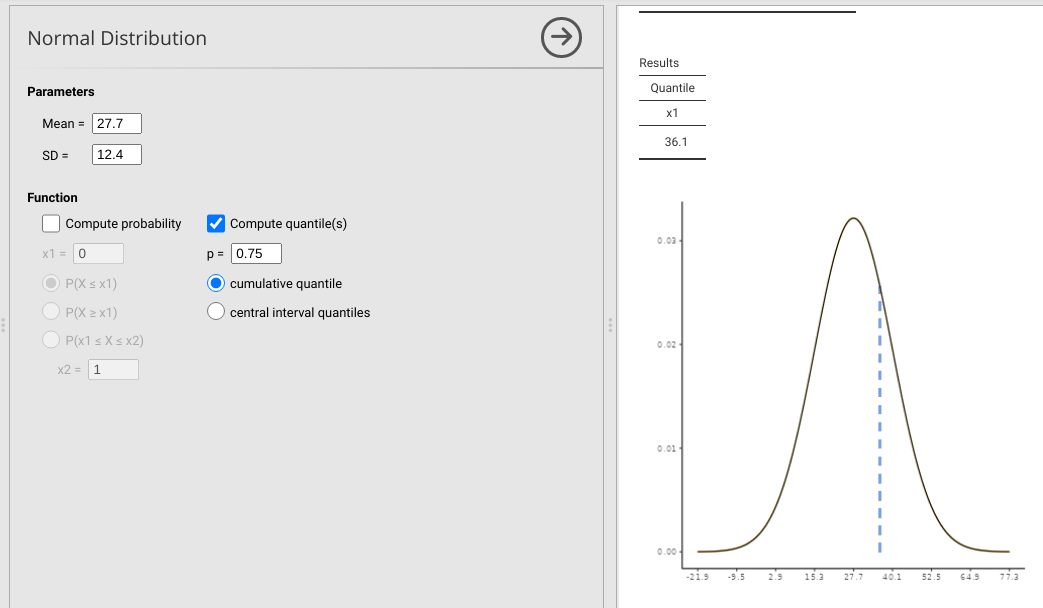 Normal Distribution
Parameters
Mean = 27.7
SD = 12.4
Function
Compute probability
Compute quantile(s)
x1 = 0
p = 0.75
P(X ≤ x1)
cumulative quantile
P(X ≥ x1)
central interval quantiles
P(x1 ≤ X ≤ x2)
x2 = 1
Results
Quantile
x1
36.1
0.03
0.02
0.01
0.00
-21.9 -9.5 2.9 15.3 27.7 40.1 52.5 64.9 77.3